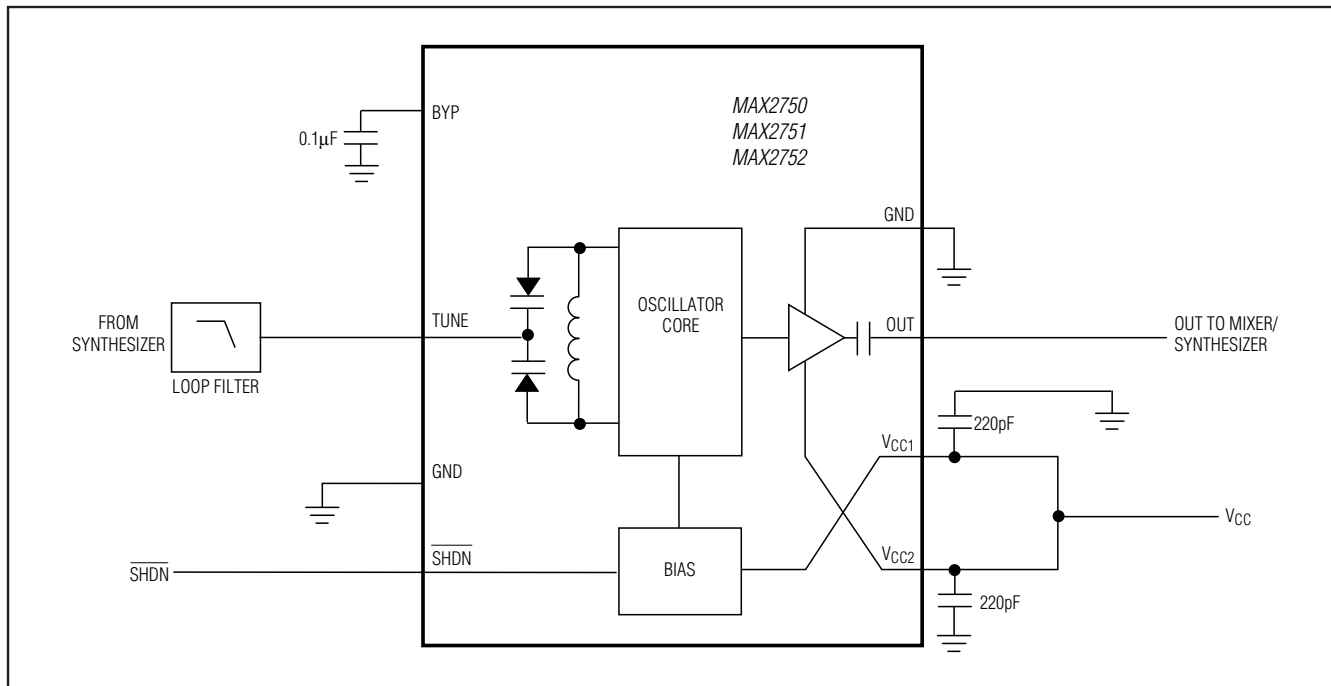 BYP
0.1µF
MAX2750
MAX2751
MAX2752
GND
OSCILLATOR
CORE
FROM
SYNTHESIZER
LOOP FILTER
TUNE
OUT
OUT TO MIXER/
SYNTHESIZER
220pF
VCC1
GND
VCC
VCC2
SHDN
SHDN
BIAS
220pF